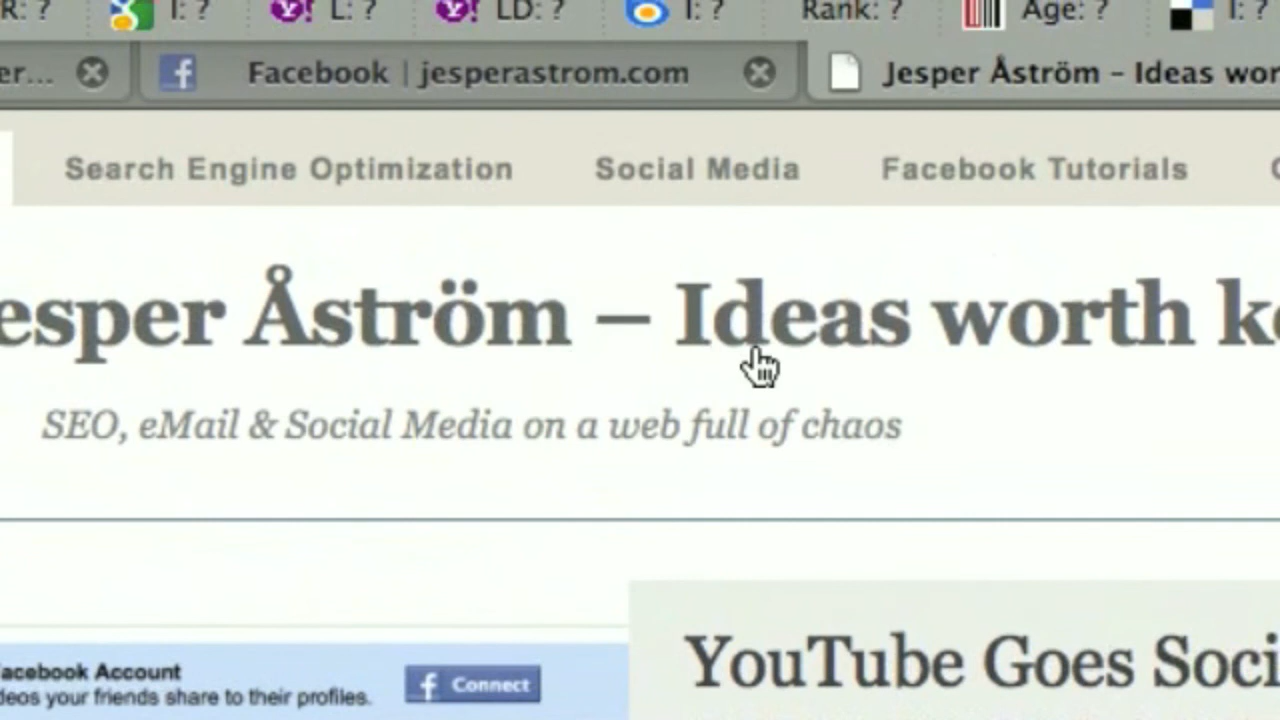 R: ? I: ? L: ? LD: ? I: ? Rank: ? Age: ? I: ?
er... Facebook | jesperastrom.com Jesper Åström – Ideas wor
Search Engine Optimization Social Media Facebook Tutorials
esper Åström – Ideas worth ke
SEO, eMail & Social Media on a web full of chaos
YouTube Goes Soci
acebook Account
deos your friends share to their profiles.
Connect